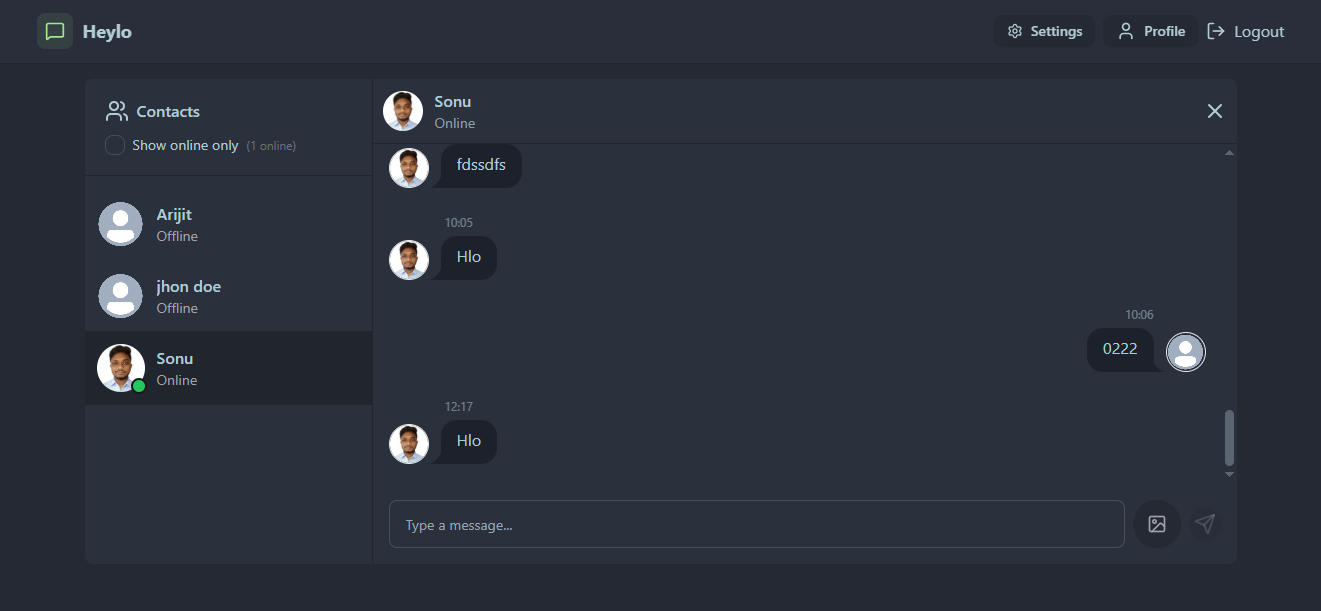 Heylo
Settings
Profile
Logout
Contacts
Show online only (1 online)
Arijit
Offline
jhon doe
Offline
Sonu
Online
Sonu
Online
fdssdfs
10:05
Hlo
10:06
0222
12:17
Hlo
Type a message...